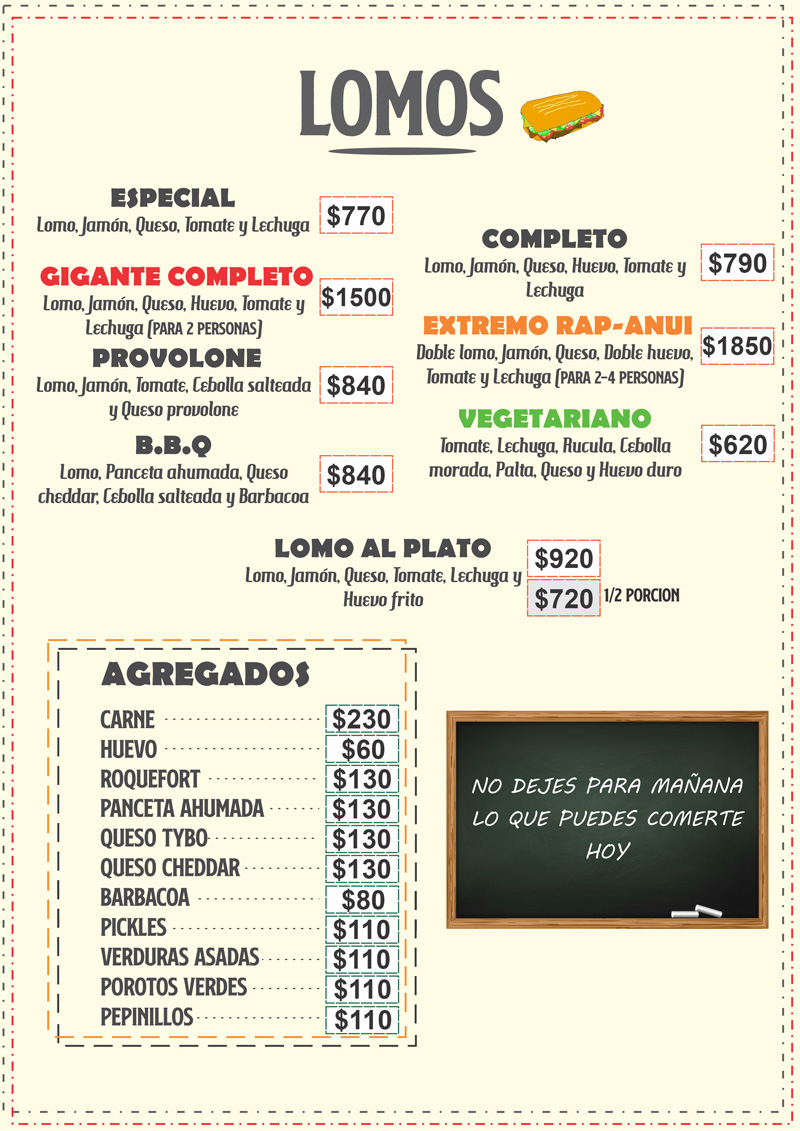 LOMOS
ESPECIAL
Lomo, Jamón, Queso, Tomate y Lechuga
$770
GIGANTE COMPLETO
Lomo, Jamón, Queso, Huevo, Tomate y
Lechuga (PARA 2 PERSONAS)
$1500
PROVOLONE
Lomo, Jamón, Tomate, Cebolla salteada
y Queso provolone
$840
B.B.Q
Lomo, Panceta ahumada, Queso
cheddar, Cebolla salteada y Barbacoa
$840
COMPLETO
Lomo, Jamón, Queso, Huevo, Tomate y
Lechuga
$790
EXTREMO RAP-ANUI
Doble lomo, Jamón, Queso, Doble huevo,
Tomate y Lechuga (PARA 2-4 PERSONAS)
$1850
VEGETARIANO
Tomate, Lechuga, Rucula, Cebolla
morada, Palta, Queso y Huevo duro
$620
LOMO AL PLATO
Lomo, Jamón, Queso, Tomate, Lechuga y
Huevo frito
$920
$720 1/2 PORCION
AGREGADOS
CARNE $230
HUEVO $60
ROQUEFORT $130
PANCETA AHUMADA $130
QUESO TYBO $130
QUESO CHEDDAR $130
BARBACOA $80
PICKLES $110
VERDURAS ASADAS $110
POROTOS VERDES $110
PEPINILLOS $110
NO DEJES PARA MAÑANA
LO QUE PUEDES COMERTE
HOY